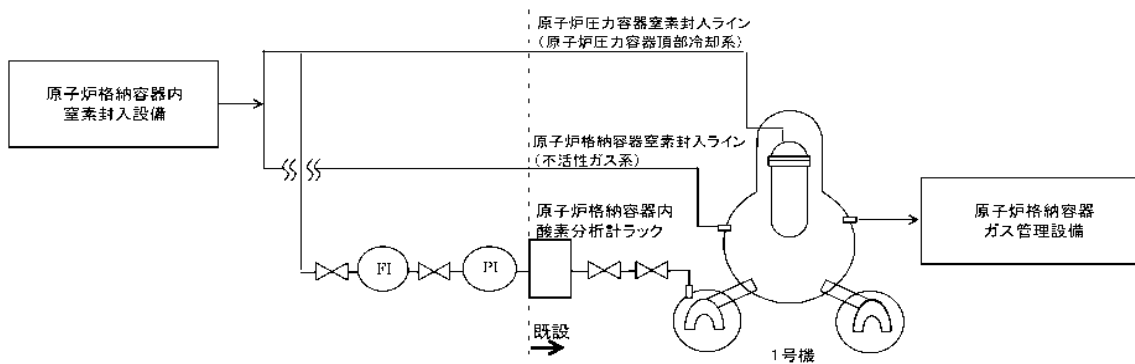 原子炉圧力容器窒素封入ライン
（原子炉圧力容器頂部冷却系）
原子炉格納容器内
窒素封入設備
原子炉格納容器窒素封入ライン
（不活性ガス系）
原子炉格納容器
ガス管理設備
原子炉格納容器内
酸素分析計ラック
FI
PI
既設
1号機